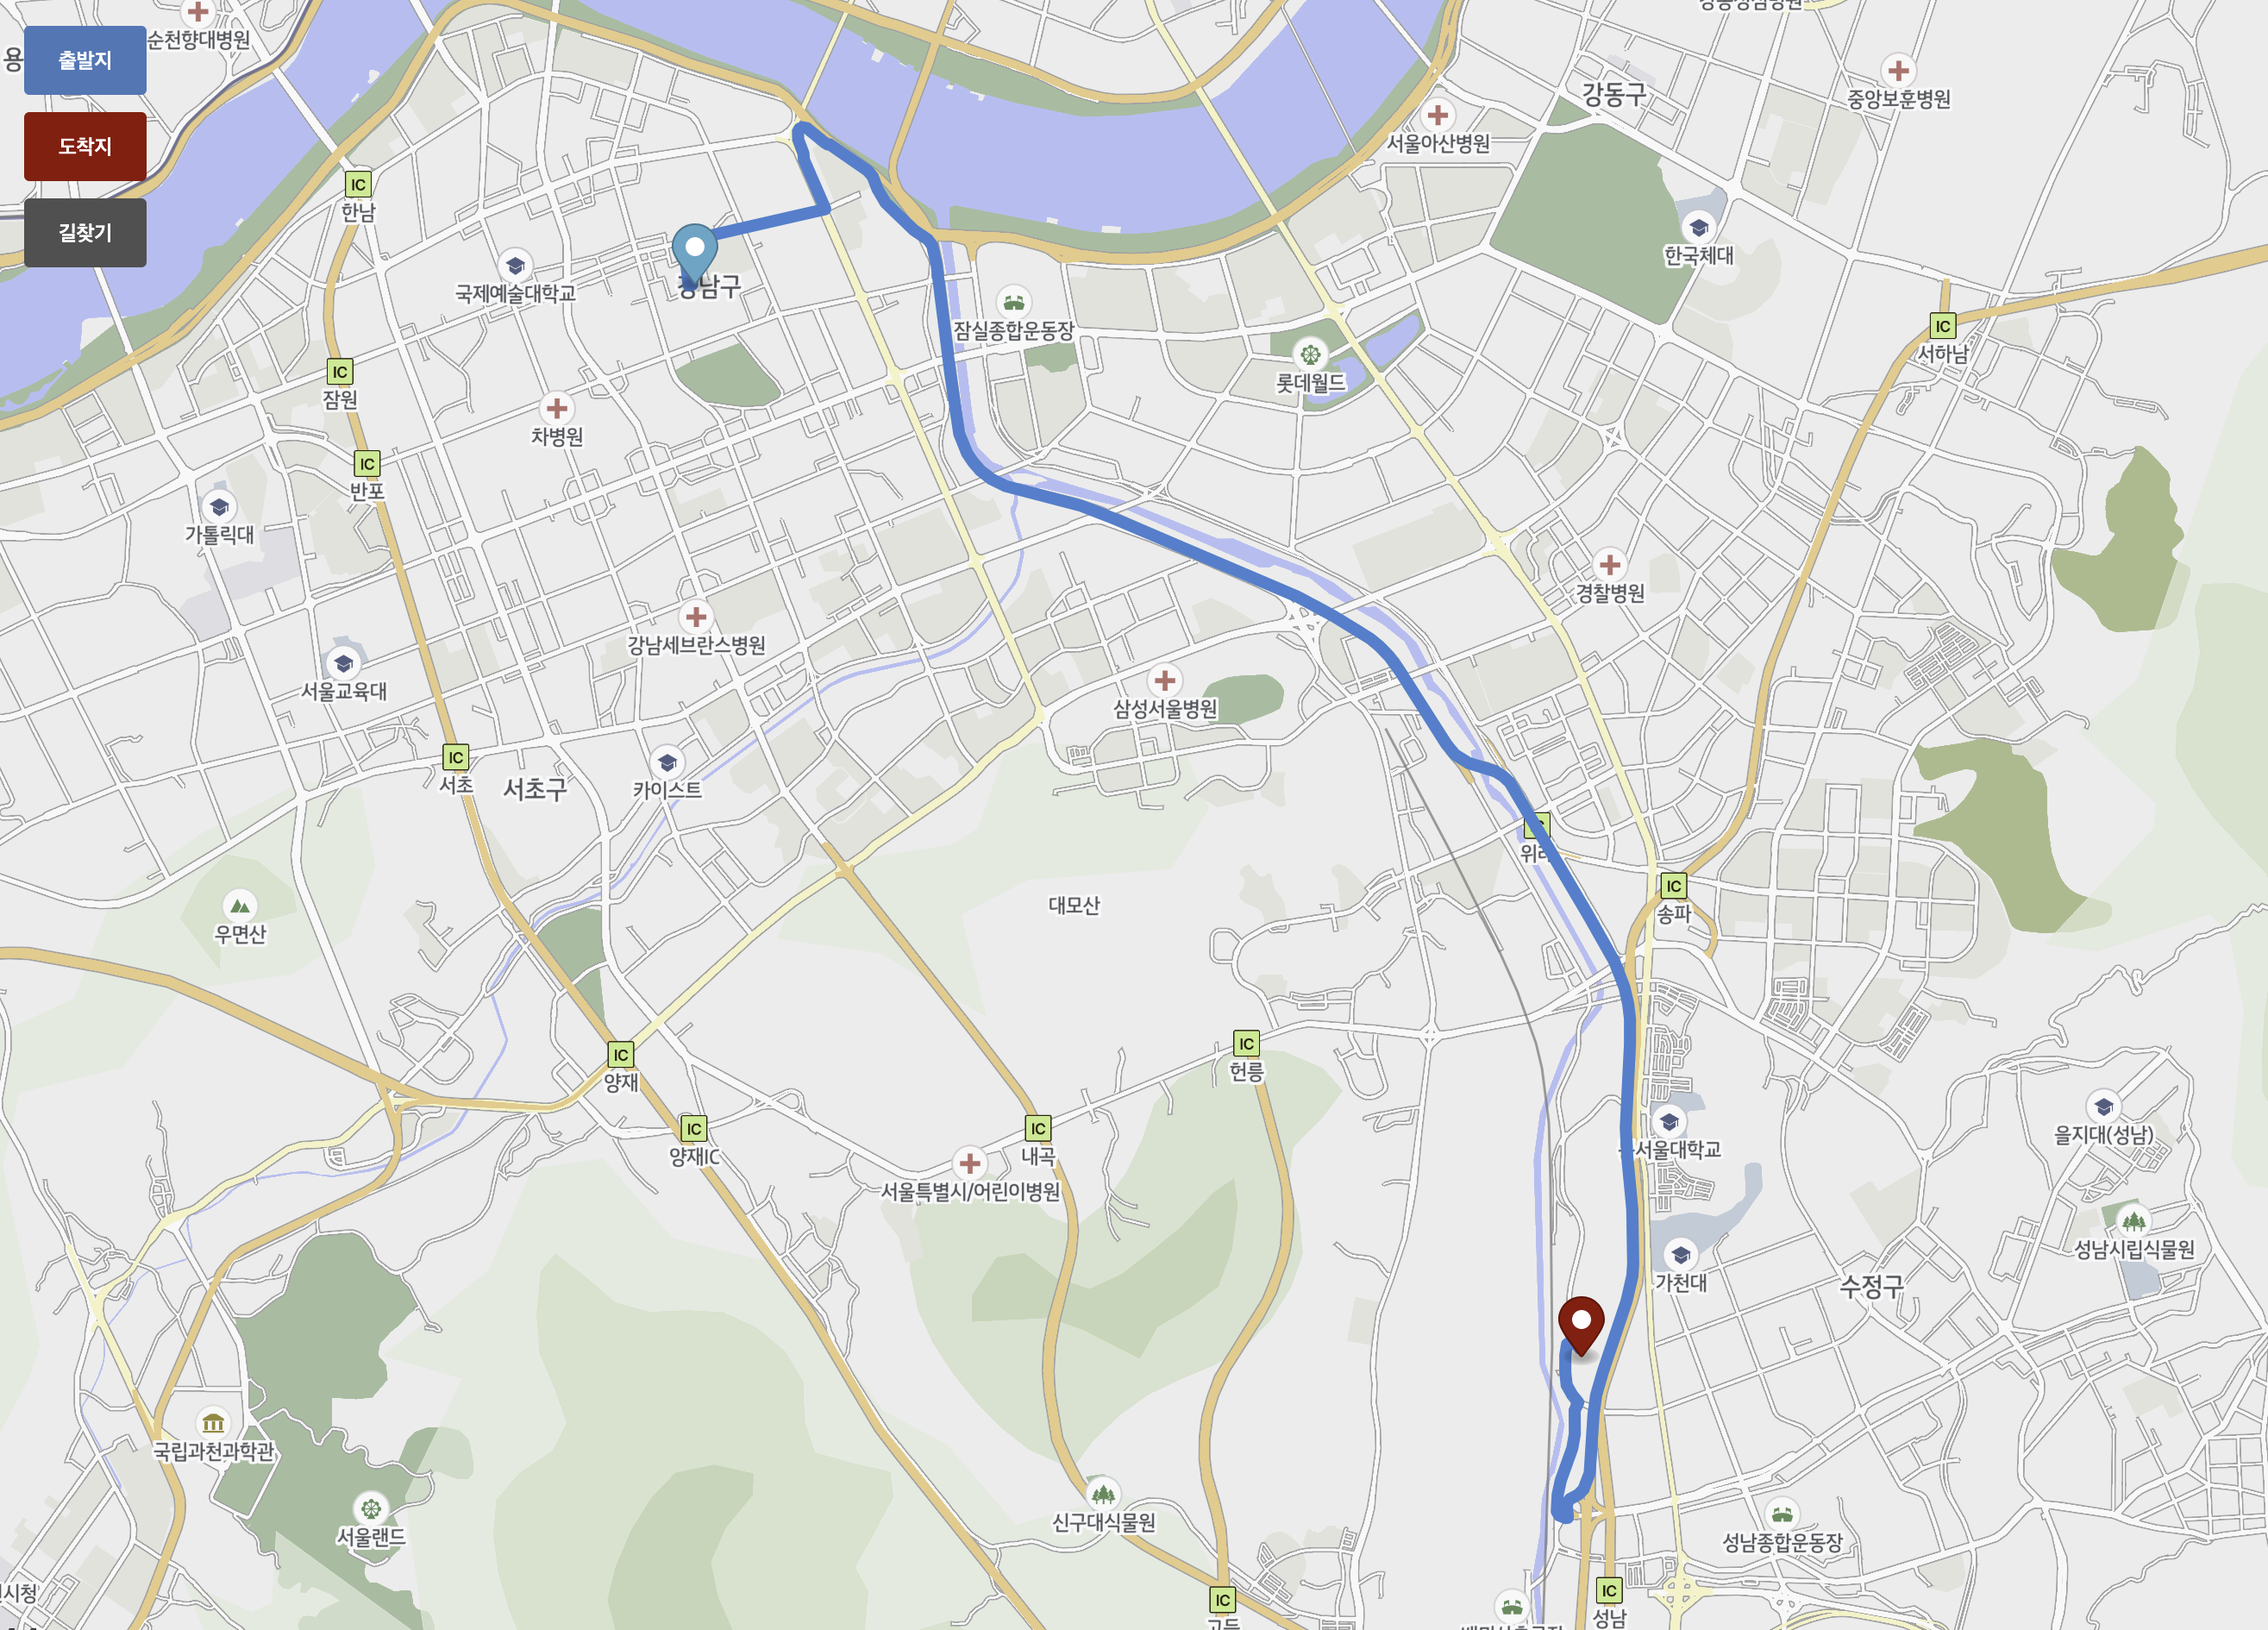 순천향대병원
용
출발지
강동구
중앙보훈병원
도착지
서울아산병원
IC
한남
길찾기
한국체대
국제예술대학교
강남구
잠실종합운동장
IC
서하남
IC
잠원
롯데월드
차병원
IC
반포
가톨릭대
경찰병원
강남세브란스병원
서울교육대
삼성서울병원
IC
서초
서초구
카이스트
위례
IC
송파
대모산
우면산
IC
양재
IC
헌릉
IC
양재IC
IC
내곡
서울특별시/어린이병원
서울대학교
을지대(성남)
성남시립식물원
가천대
수정구
국립과천과학관
서울랜드
신구대식물원
성남종합운동장
시청
IC
IC
성남